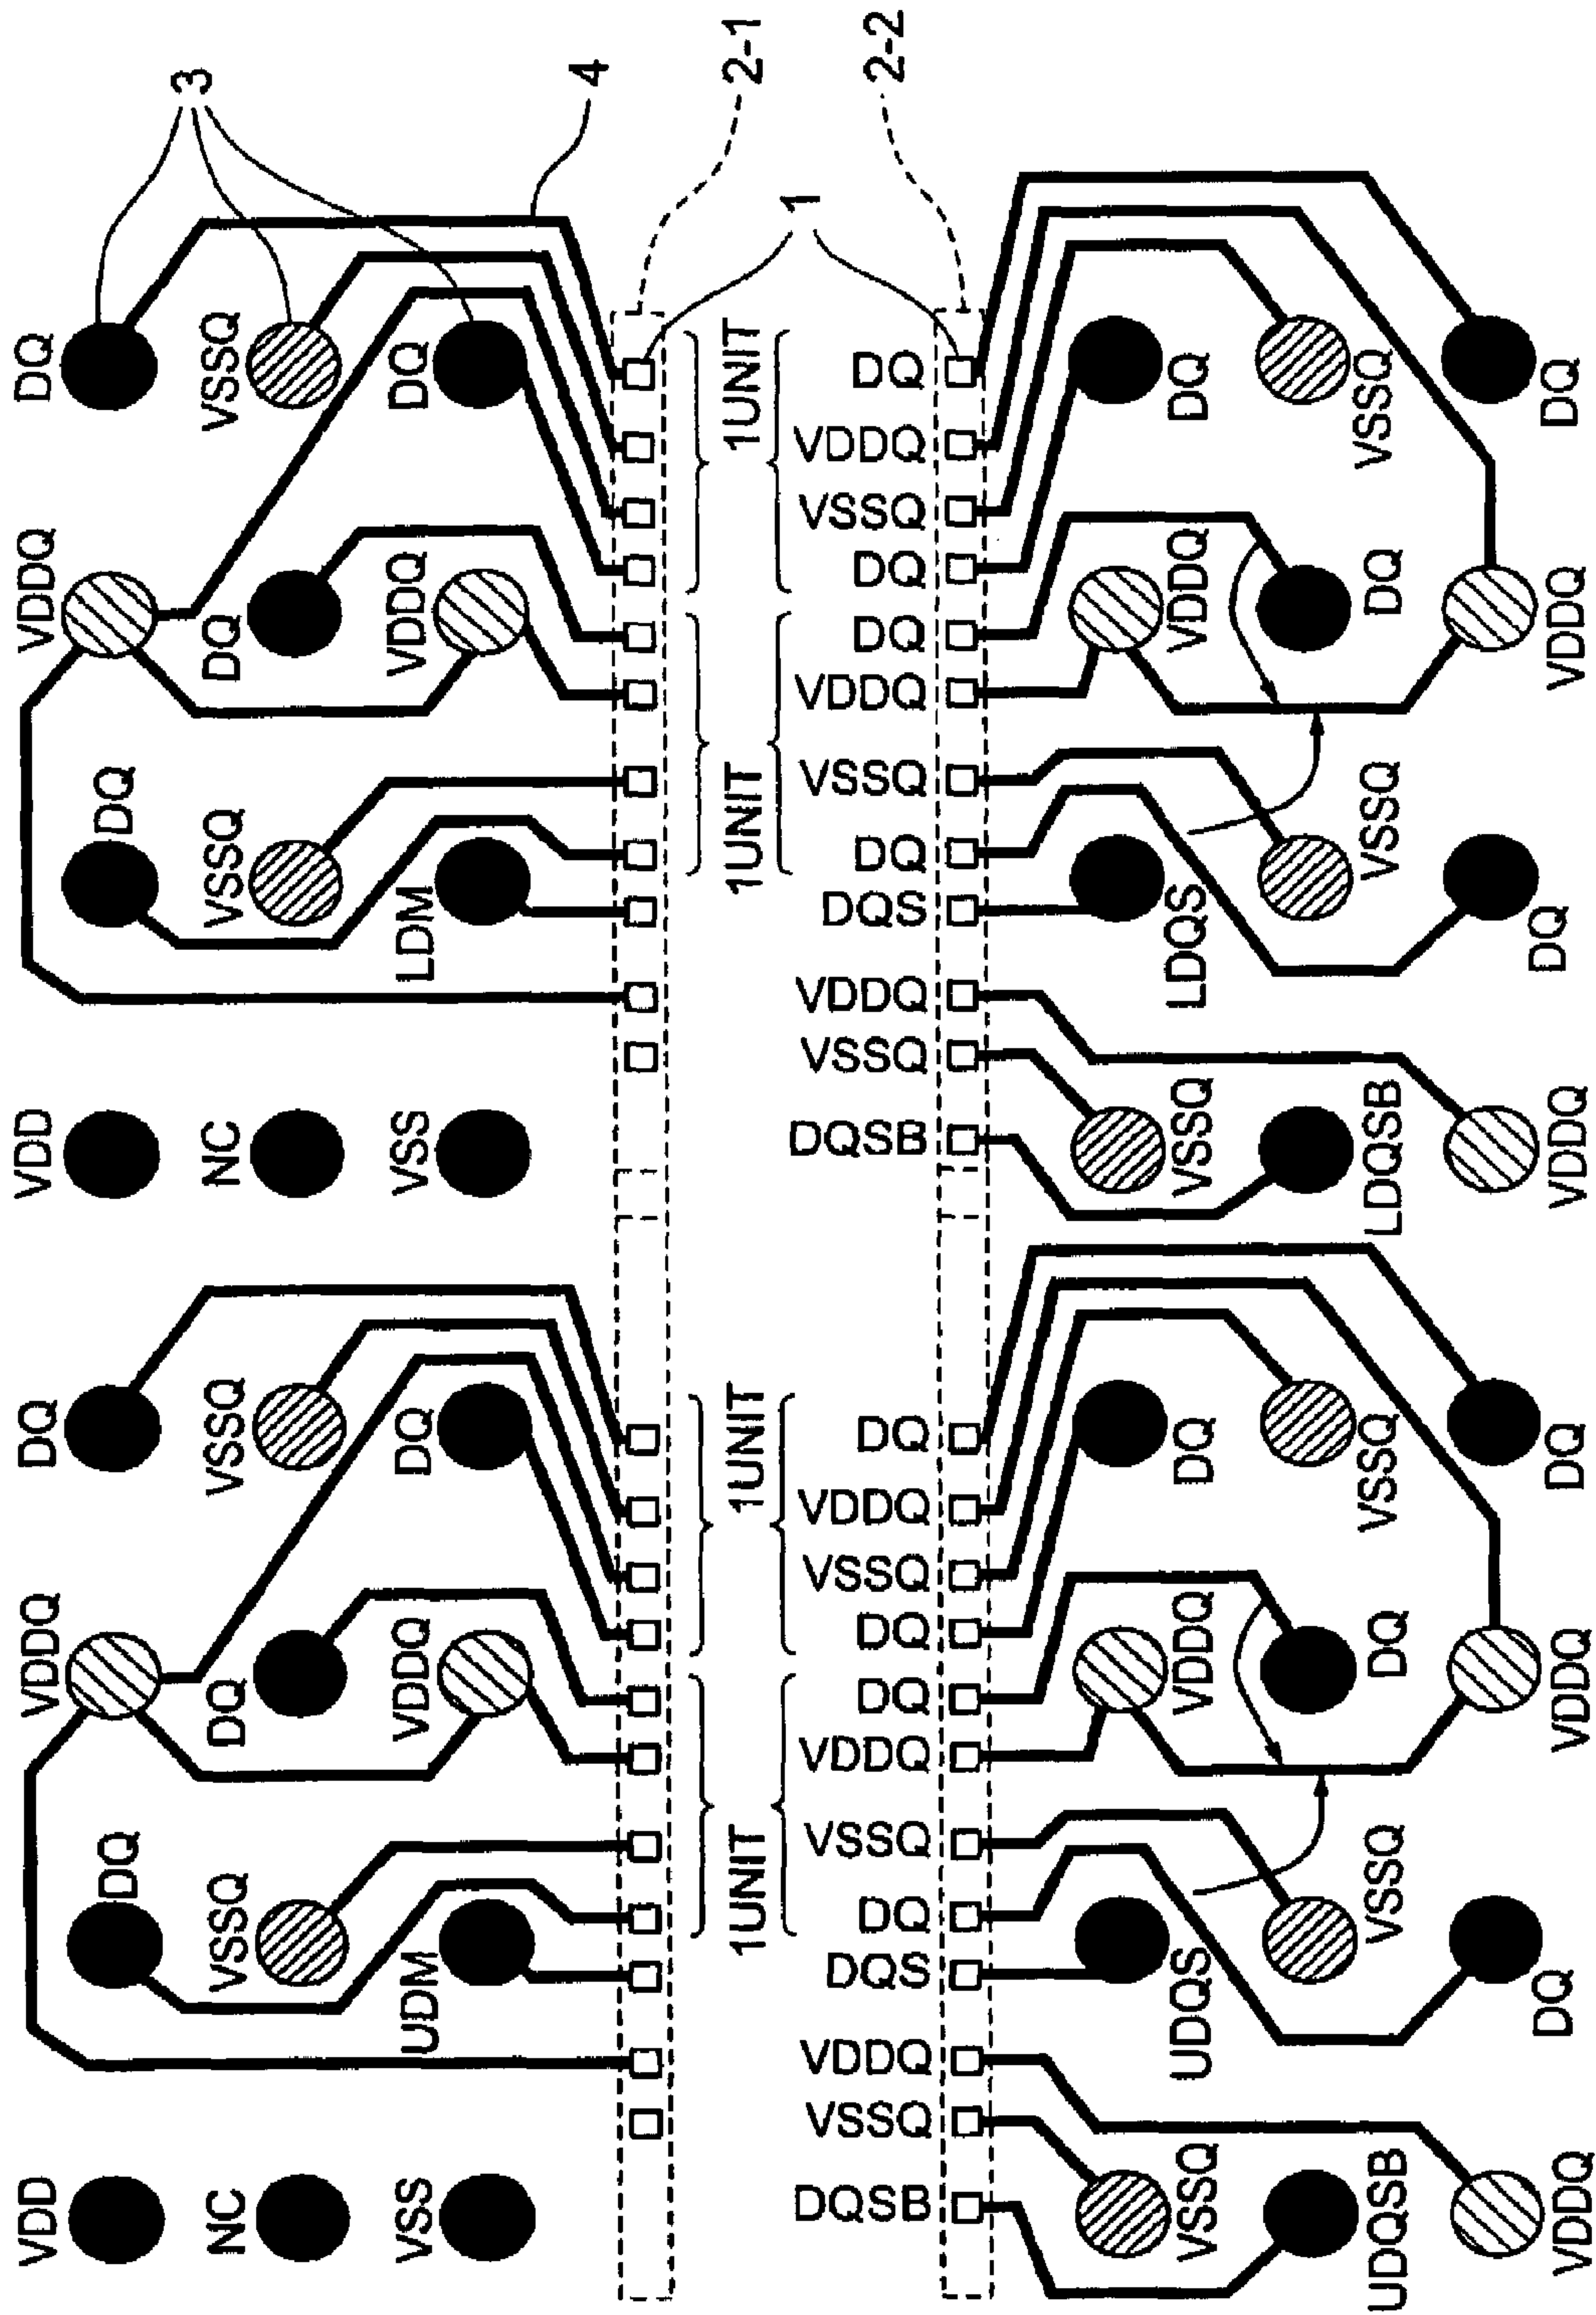 VDD VDDQ DQ VDD VDDQ DQ
DQ DQ
3
NC VSSQ DQ VSSQ NC VSSQ DQ VSSQ
VSS UDM VDDQ DQ VSS LDM VDDQ DQ
4
1UNIT 1UNIT 1UNIT 1UNIT 2-1
1
DQSB VSSQ VDDQ DQS DQ VSSQ VDDQ DQ DQ VSSQ VDDQ DQ DQSB VSSQ VDDQ DQS DQ VSSQ VDDQ DQ DQ VSSQ VDDQ DQ 2-2
VSSQ UDQS VDDQ DQ VSSQ LDQS VDDQ DQ
UDQSB VSSQ DQ VSSQ LDQSB VSSQ DQ VSSQ
VDDQ DQ VDDQ DQ VDDQ DQ VDDQ DQ